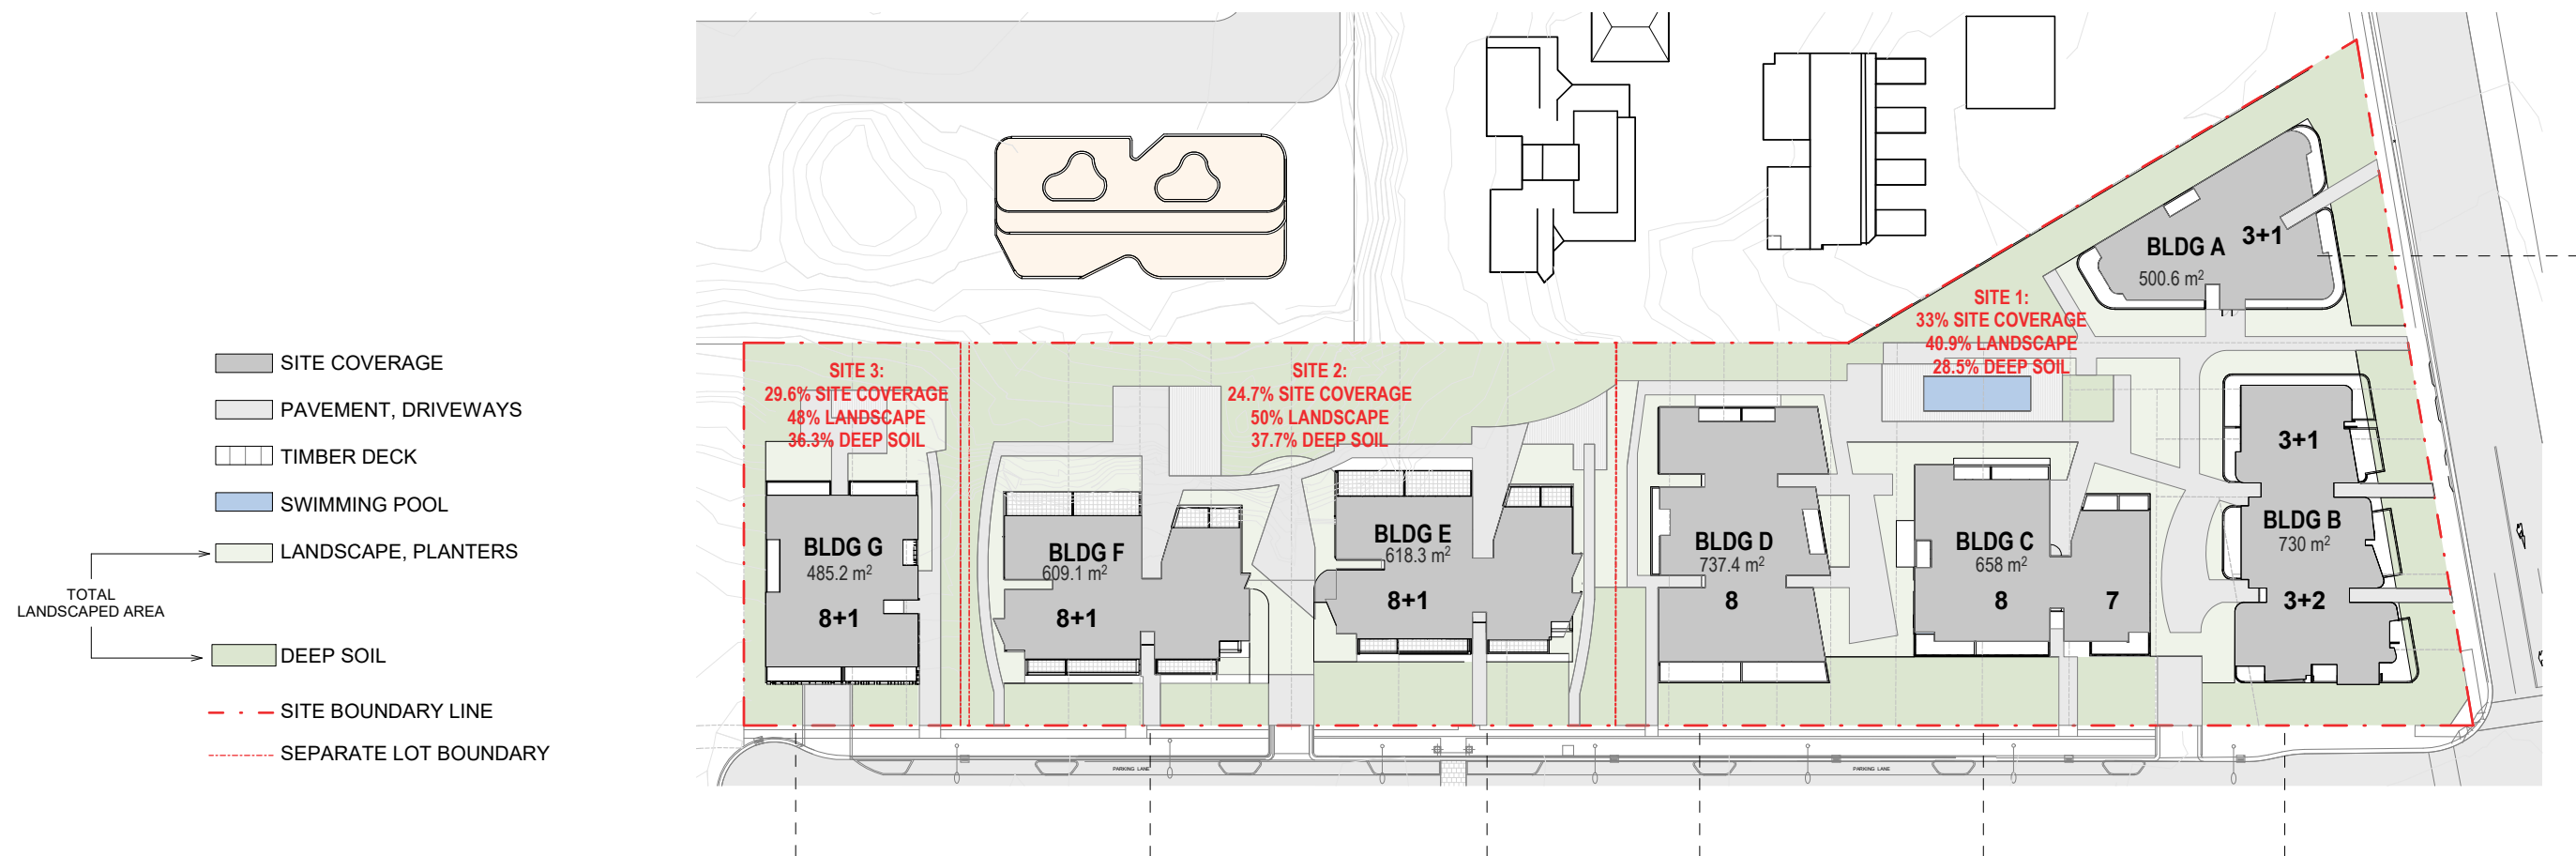 SITE COVERAGE
PAVEMENT, DRIVEWAYS
TIMBER DECK
SWIMMING POOL
LANDSCAPE, PLANTERS
TOTAL
LANDSCAPED AREA
DEEP SOIL
SITE BOUNDARY LINE
SEPARATE LOT BOUNDARY
SITE 3:
29.6% SITE COVERAGE
48% LANDSCAPE
36.3% DEEP SOIL
SITE 2:
24.7% SITE COVERAGE
50% LANDSCAPE
37.7% DEEP SOIL
SITE 1:
33% SITE COVERAGE
40.9% LANDSCAPE
28.5% DEEP SOIL
BLDG A
3+1
500.6 m²
BLDG G
485.2 m²
8+1
BLDG F
609.1 m²
8+1
BLDG E
618.3 m²
8+1
BLDG D
737.4 m²
8
BLDG C
658 m²
8
7
3+1
BLDG B
730 m²
3+2
PARKING LANE
PARKING LANE